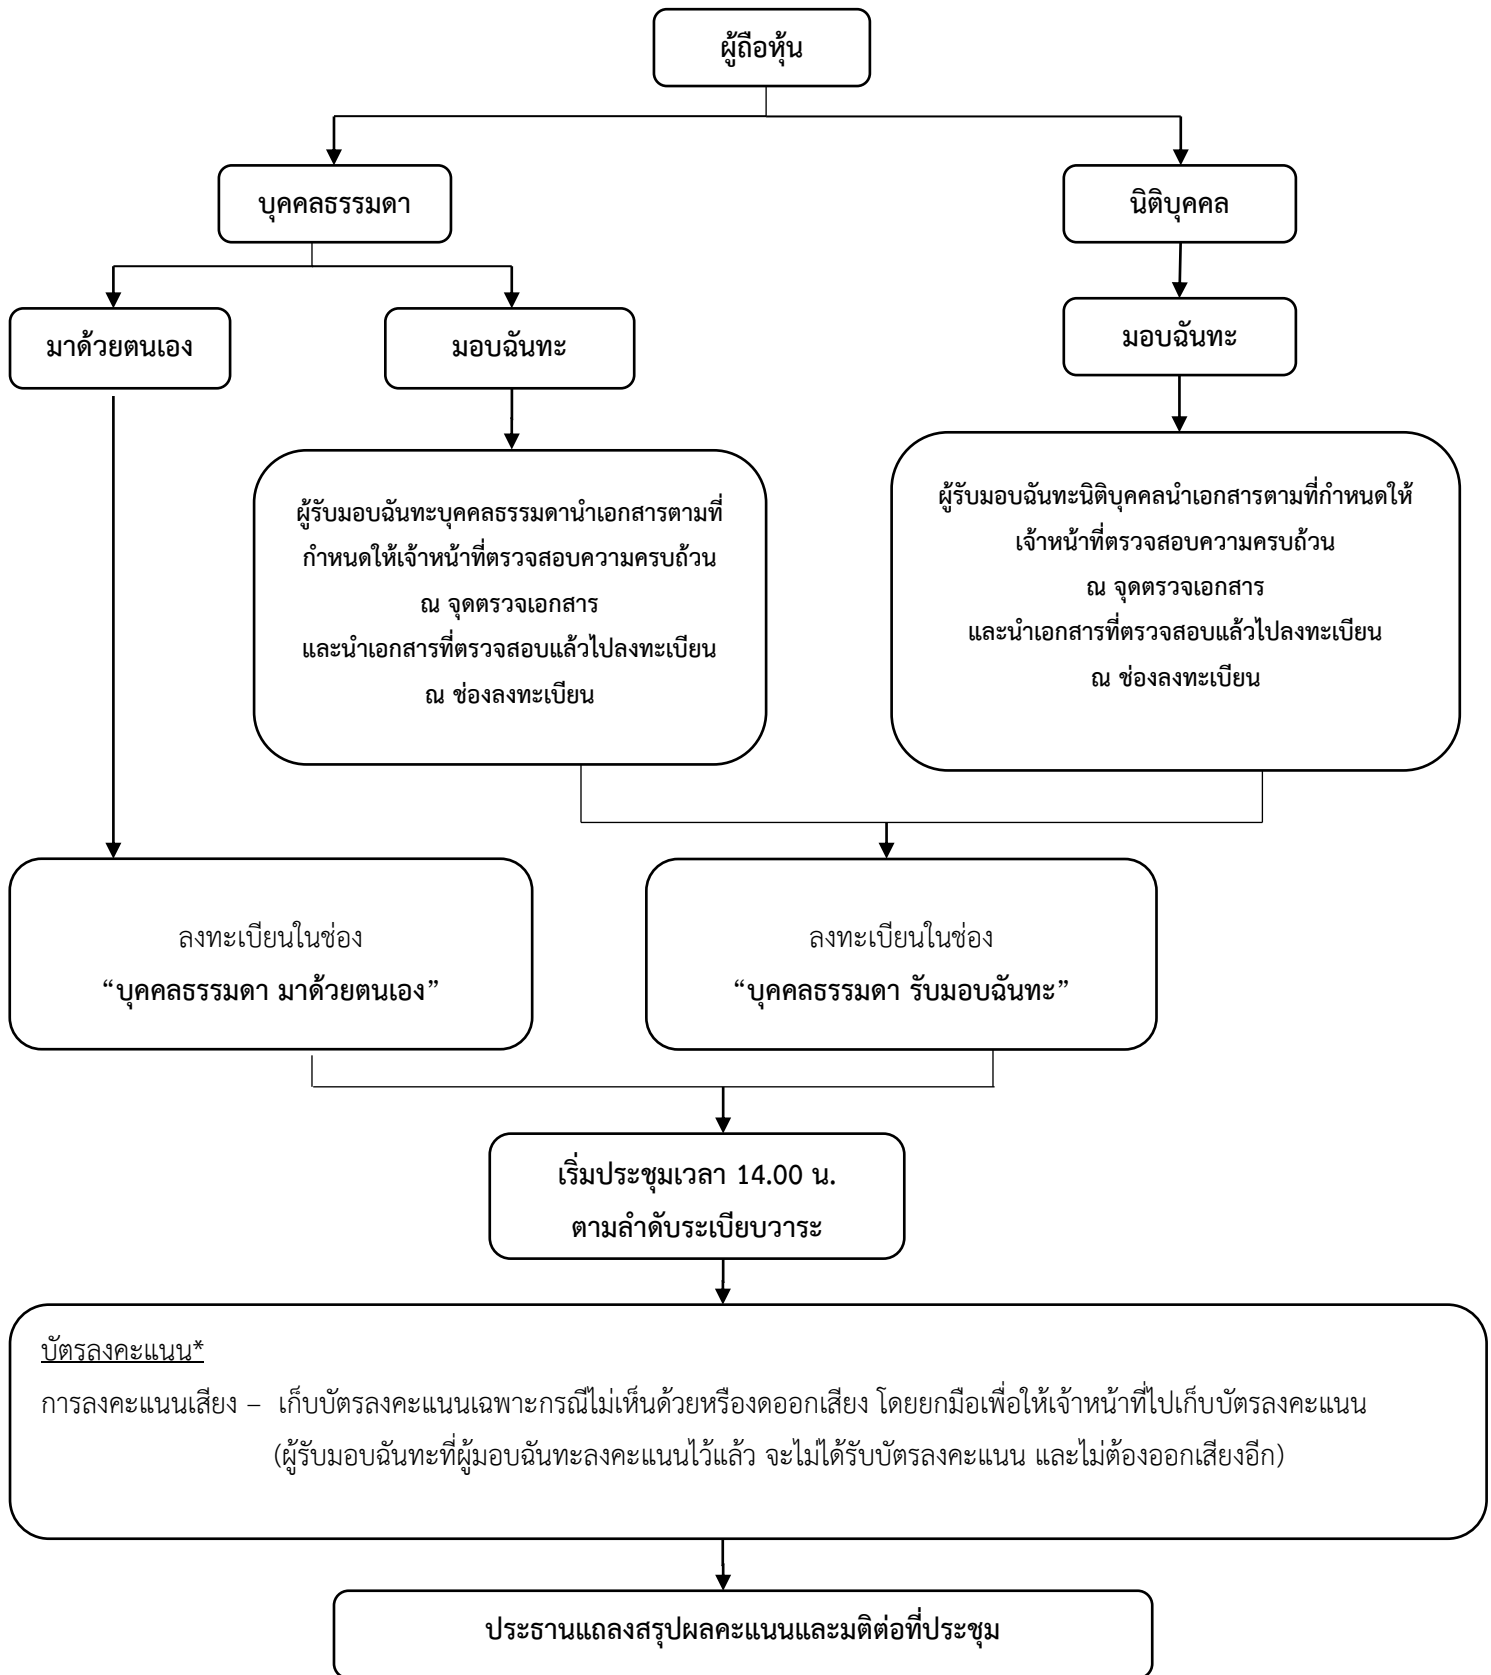 ผู้ถือหุ้น
บุคคลธรรมดา
นิติบุคคล
มาด้วยตนเอง
มอบฉันทะ
มอบฉันทะ
ผู้รับมอบฉันทะบุคคลธรรมดานำเอกสารตามที่
กำหนดให้เจ้าหน้าที่ตรวจสอบความครบถ้วน
ณ จุดตรวจเอกสาร
และนำเอกสารที่ตรวจสอบแล้วไปลงทะเบียน
ณ ช่องลงทะเบียน
ผู้รับมอบฉันทะนิติบุคคลนำเอกสารตามที่กำหนดให้
เจ้าหน้าที่ตรวจสอบความครบถ้วน
ณ จุดตรวจเอกสาร
และนำเอกสารที่ตรวจสอบแล้วไปลงทะเบียน
ณ ช่องลงทะเบียน
ลงทะเบียนในช่อง
“บุคคลธรรมดา มาด้วยตนเอง”
ลงทะเบียนในช่อง
“บุคคลธรรมดา รับมอบฉันทะ”
เริ่มประชุมเวลา 14.00 น.
ตามลำดับระเบียบวาระ
บัตรลงคะแนน*
การลงคะแนนเสียง – เก็บบัตรลงคะแนนเฉพาะกรณีไม่เห็นด้วยหรืองดออกเสียง โดยยกมือเพื่อให้เจ้าหน้าที่ไปเก็บบัตรลงคะแนน
(ผู้รับมอบฉันทะที่ผู้มอบฉันทะลงคะแนนไว้แล้ว จะไม่ได้รับบัตรลงคะแนน และไม่ต้องออกเสียงอีก)
ประธานแถลงสรุปผลคะแนนและมติต่อที่ประชุม